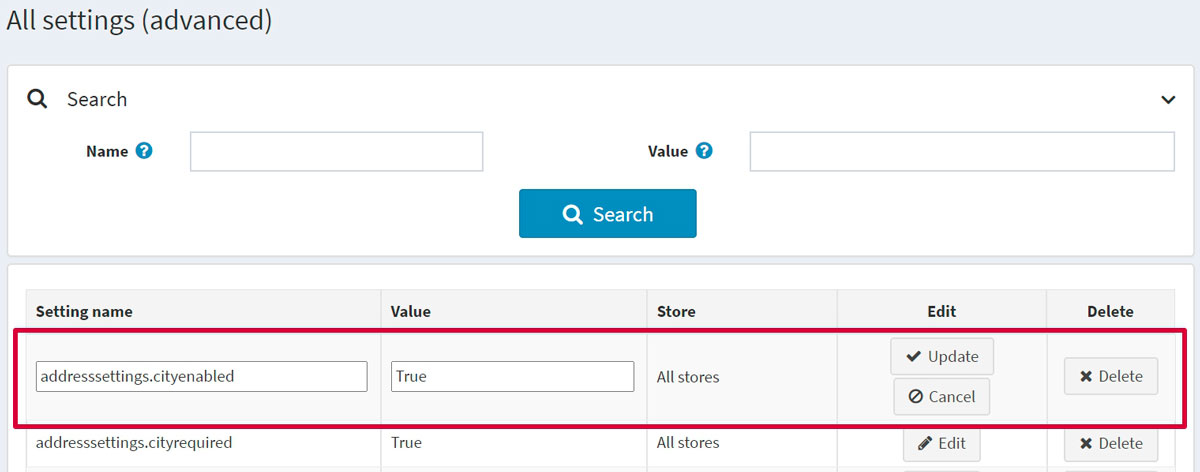 All settings (advanced)
Search
Name ? Value ?
Search
Setting name Value Store Edit Delete
addresssettings.cityenabled True All stores Update Cancel Delete
addresssettings.cityrequired True All stores Edit Delete